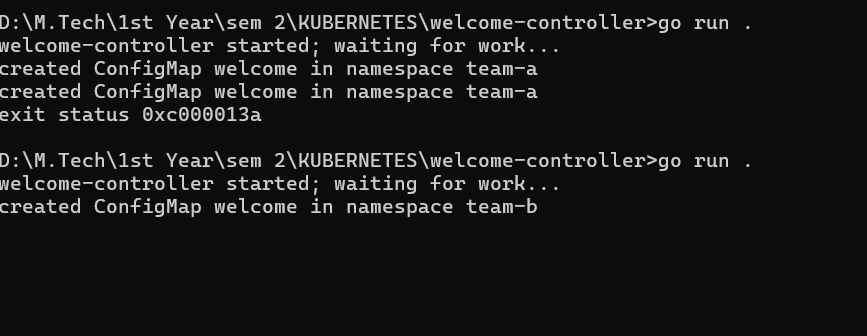 D:\M.Tech\1st Year\sem 2\KUBERNETES\welcome-controller>go run .
welcome-controller started; waiting for work...
created ConfigMap welcome in namespace team-a
created ConfigMap welcome in namespace team-a
exit status 0xc000013a
D:\M.Tech\1st Year\sem 2\KUBERNETES\welcome-controller>go run .
welcome-controller started; waiting for work...
created ConfigMap welcome in namespace team-b